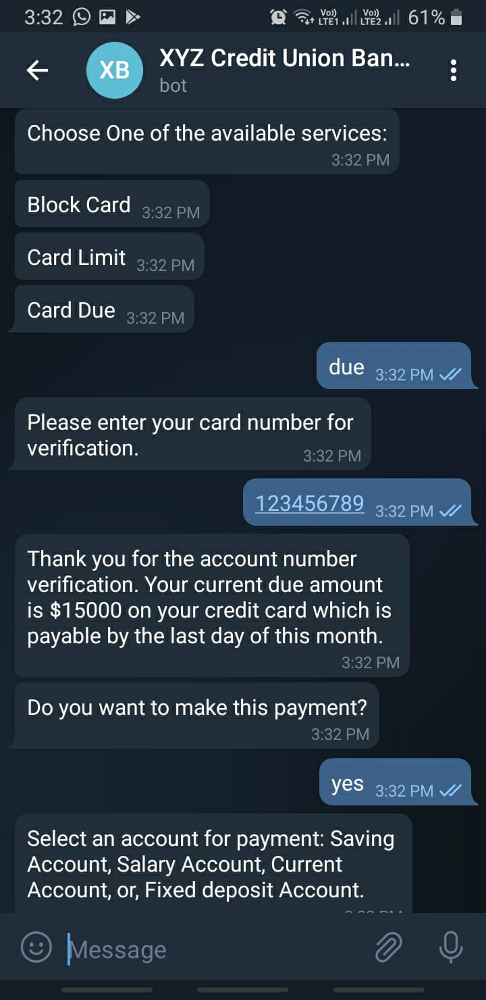 3:32 Vo)) LTE1 Vo)) LTE2 61%
XB XYZ Credit Union Ban...
bot
Choose One of the available services:
3:32 PM
Block Card 3:32 PM
Card Limit 3:32 PM
Card Due 3:32 PM
due 3:32 PM
Please enter your card number for
verification. 3:32 PM
123456789 3:32 PM
Thank you for the account number
verification. Your current due amount
is $15000 on your credit card which is
payable by the last day of this month.
3:32 PM
Do you want to make this payment?
3:32 PM
yes 3:32 PM
Select an account for payment: Saving
Account, Salary Account, Current
Account, or, Fixed deposit Account.
Message